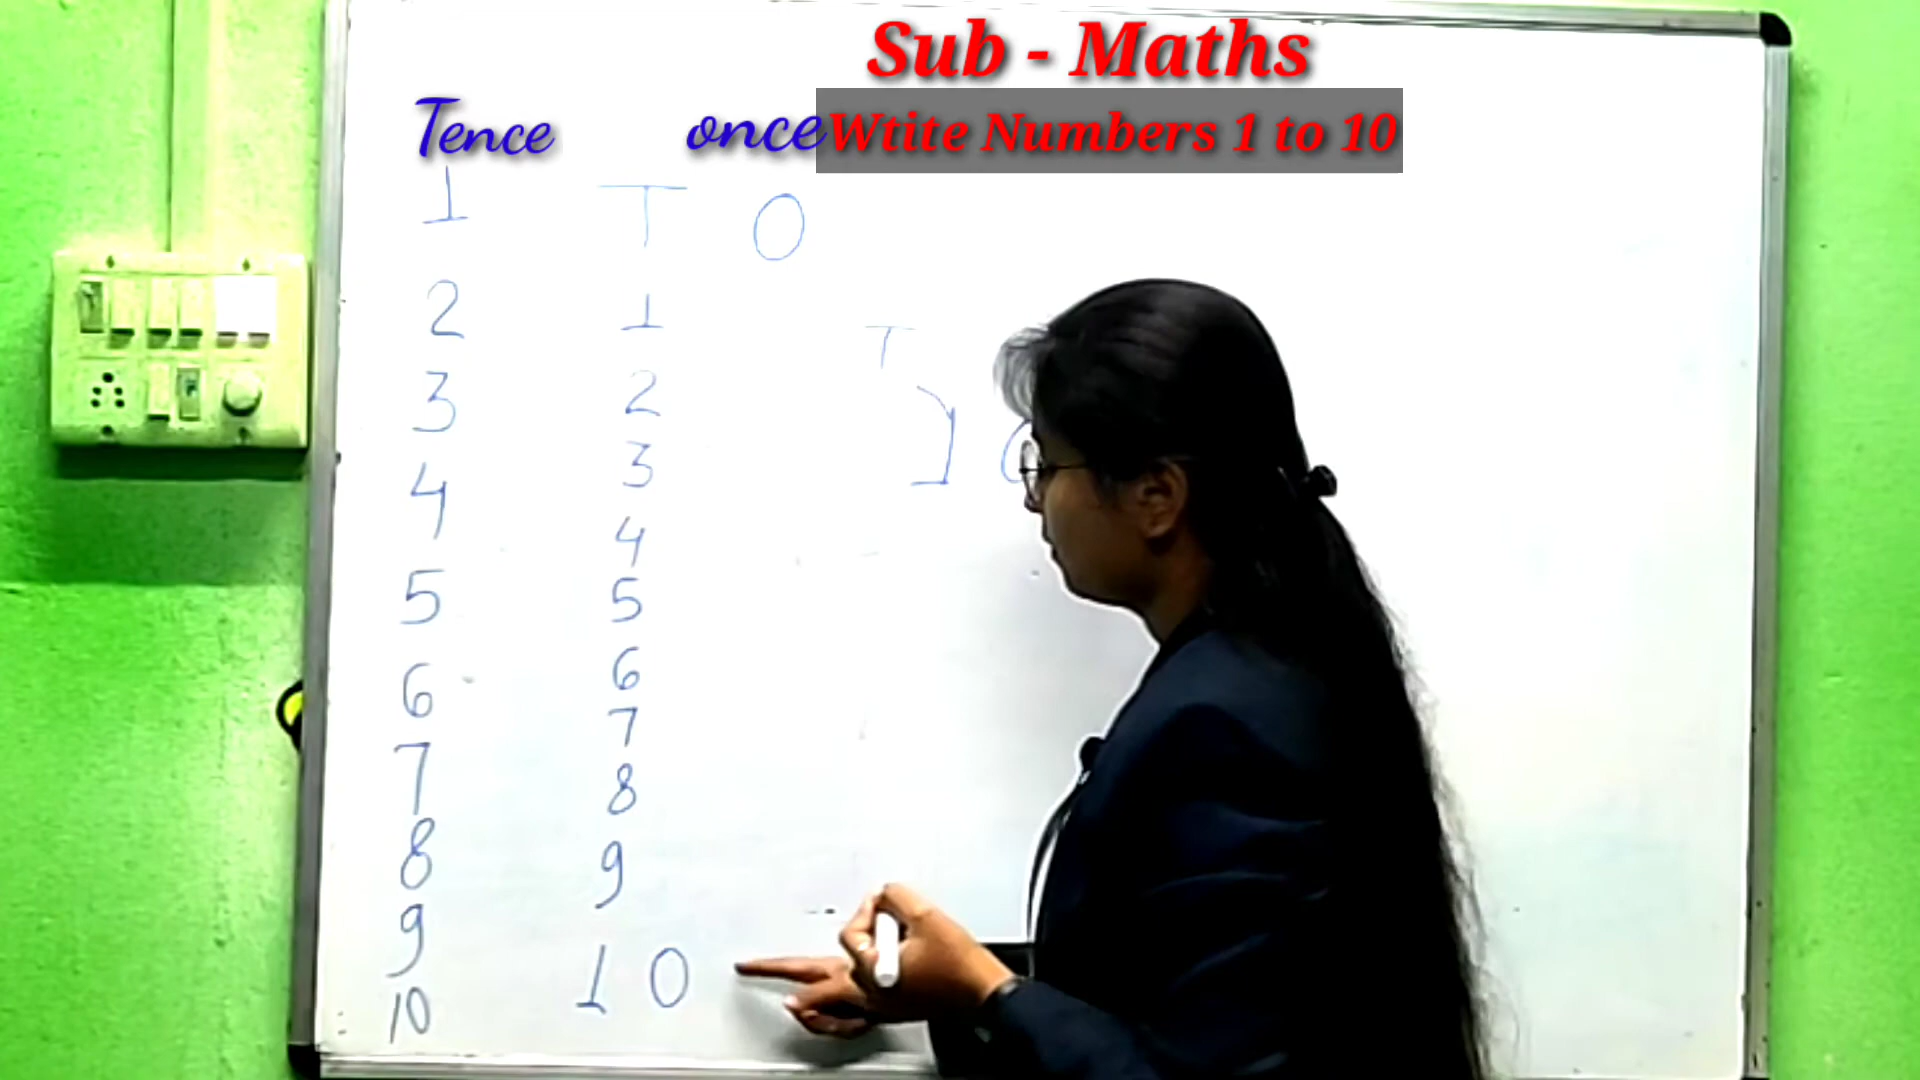 Sub - Maths
Tence once Wtite Numbers 1 to 10
1 T O
2 1
3 2 T
4 3 1
5 4
6 5
7 6
8 7
9 8
10 9
10